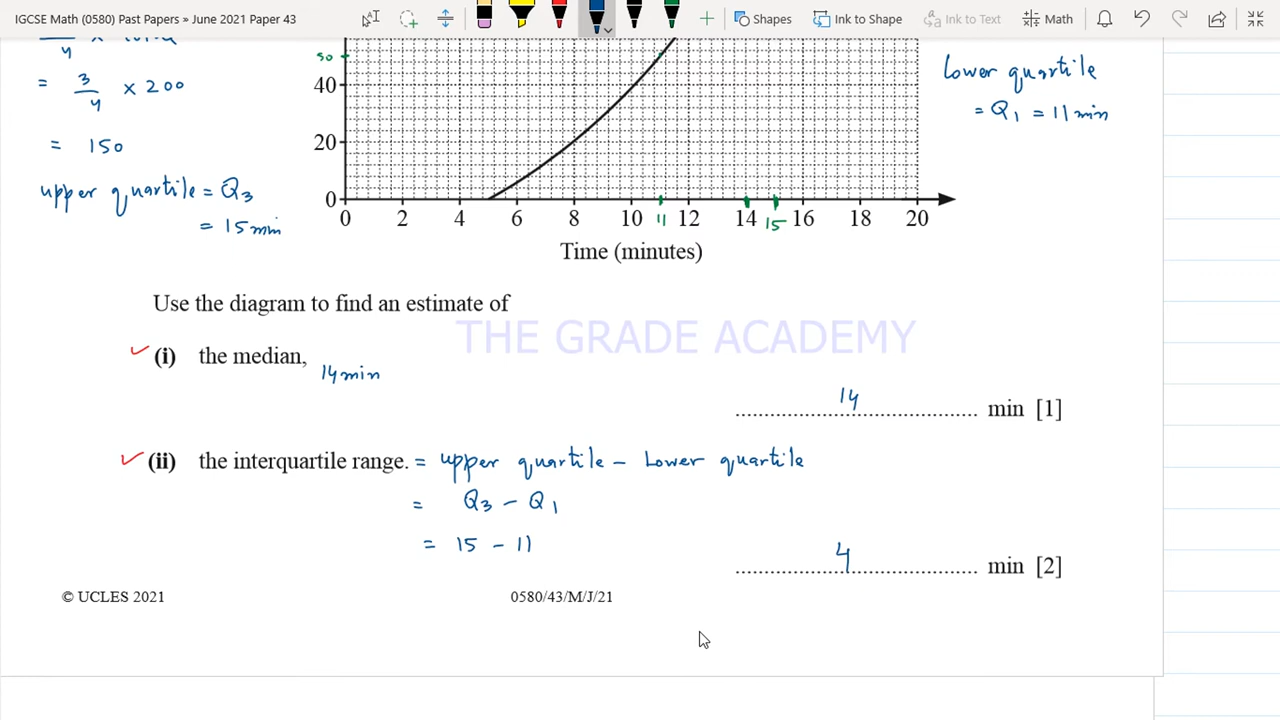 IGCSE Math (0580) Past Papers » June 2021 Paper 43
Shapes
Ink to Shape
Ink to Text
Math
4
= 3/4 × 200
= 150
upper quartile = Q3
= 15 min
50
40
20
0
0 2 4 6 8 10 11 12 14 15 16 18 20
Time (minutes)
Lower quartile
= Q1 = 11 min
Use the diagram to find an estimate of
THE GRADE ACADEMY
(i) the median,
14 min
14
min [1]
(ii) the interquartile range. = upper quartile – Lower quartile
= Q3 – Q1
= 15 – 11
4
min [2]
© UCLES 2021
0580/43/M/J/21